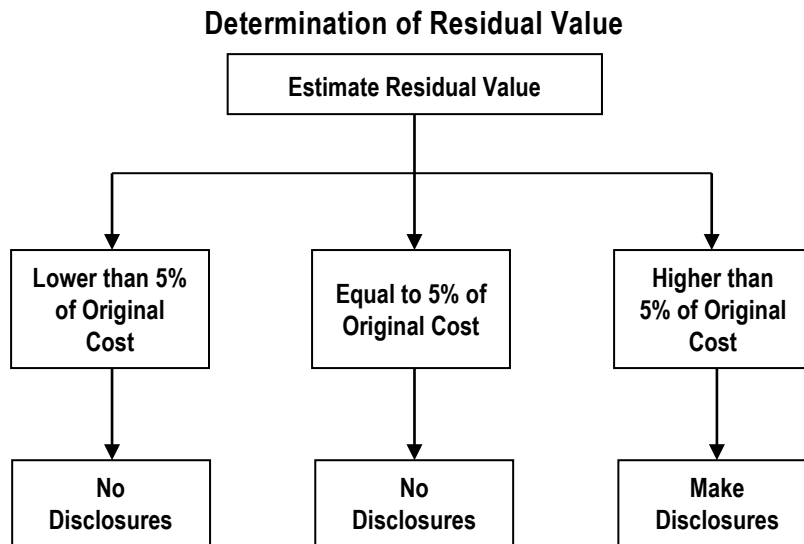 Determination of Residual Value
Estimate Residual Value
Lower than 5%
of Original
Cost
Equal to 5% of
Original Cost
Higher than
5% of Original
Cost
No
Disclosures
No
Disclosures
Make
Disclosures